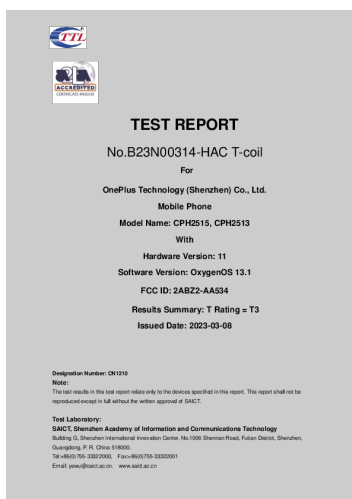 TTL
ACCREDITED
TEST REPORT
No.B23N00314-HAC T-coil
For
OnePlus Technology (Shenzhen) Co., Ltd.
Mobile Phone
Model Name: CPH2515, CPH2513
With
Hardware Version: 11
Software Version: OxygenOS 13.1
FCC ID: 2ABZ2-AA534
Results Summary: T Rating = T3
Issued Date: 2023-03-08
Designation Number: CN1210
Note:
The test results in this test report relate only to the devices specified in this report. This report shall not be
reproduced except in full without the written approval of SAICT.
Test Laboratory:
SAICT, Shenzhen Academy of Information and Communications Technology
Building G, Shenzhen International Innovation Center, No.1006 Shennan Road, Futian District, Shenzhen,
Guangdong, P. R. China 518000.
Tel:+86(0)755-33322000, Fax:+86(0)755-33322001
Email: yewu@saict.ac.cn. www.saict.ac.cn